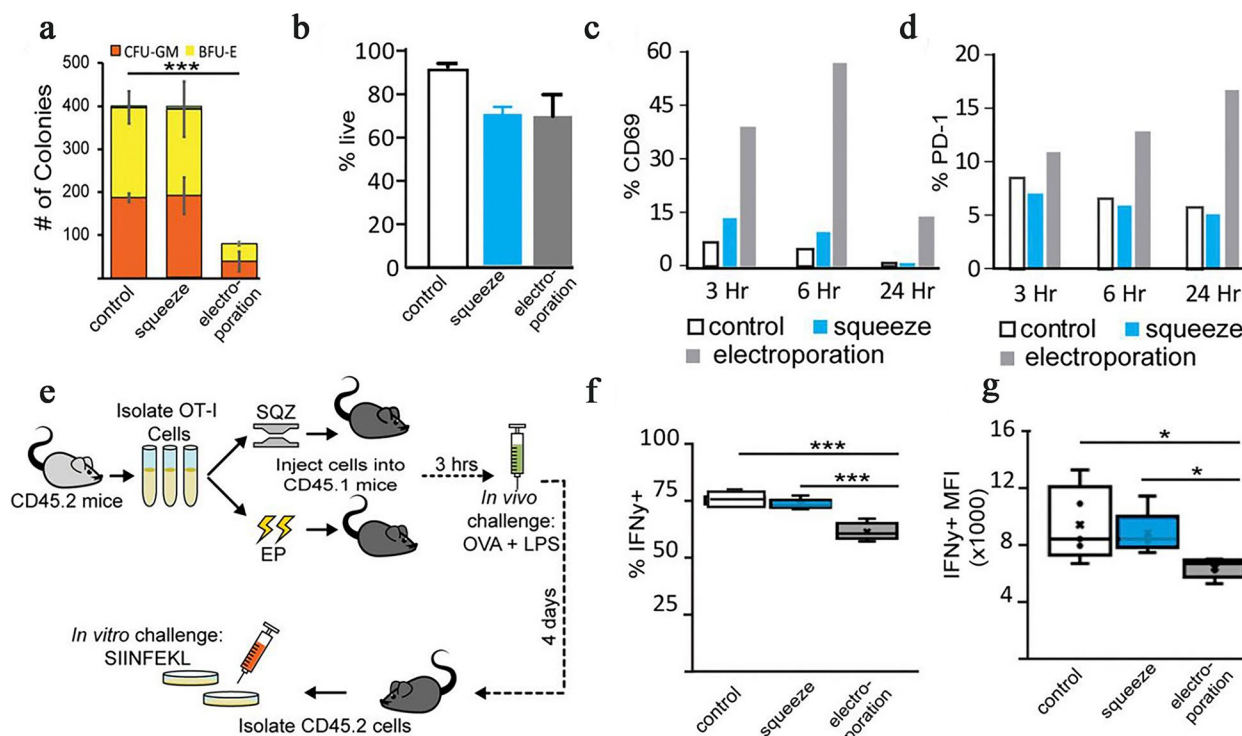 a
CFU-GM BFU-E
***
# of Colonies
500
400
300
200
100
control
squeeze
electro-
poration
b
% live
100
80
60
40
20
0
control
squeeze
electro-
poration
c
% CD69
60
45
30
15
0
3 Hr 6 Hr 24 Hr
control squeeze
electroporation
d
% PD-1
20
15
10
5
0
3 Hr 6 Hr 24 Hr
control squeeze
electroporation
e
Isolate OT-I
Cells
CD45.2 mice
SQZ
EP
Inject cells into
CD45.1 mice
3 hrs
In vivo
challenge:
OVA + LPS
4 days
In vitro challenge:
SIINFEKL
Isolate CD45.2 cells
f
% IFNy+
100
75
50
25
***
***
control
squeeze
electro-
poration
g
IFNy+ MFI
(x1000)
16
12
8
4
0
*
*
control
squeeze
electro-
poration